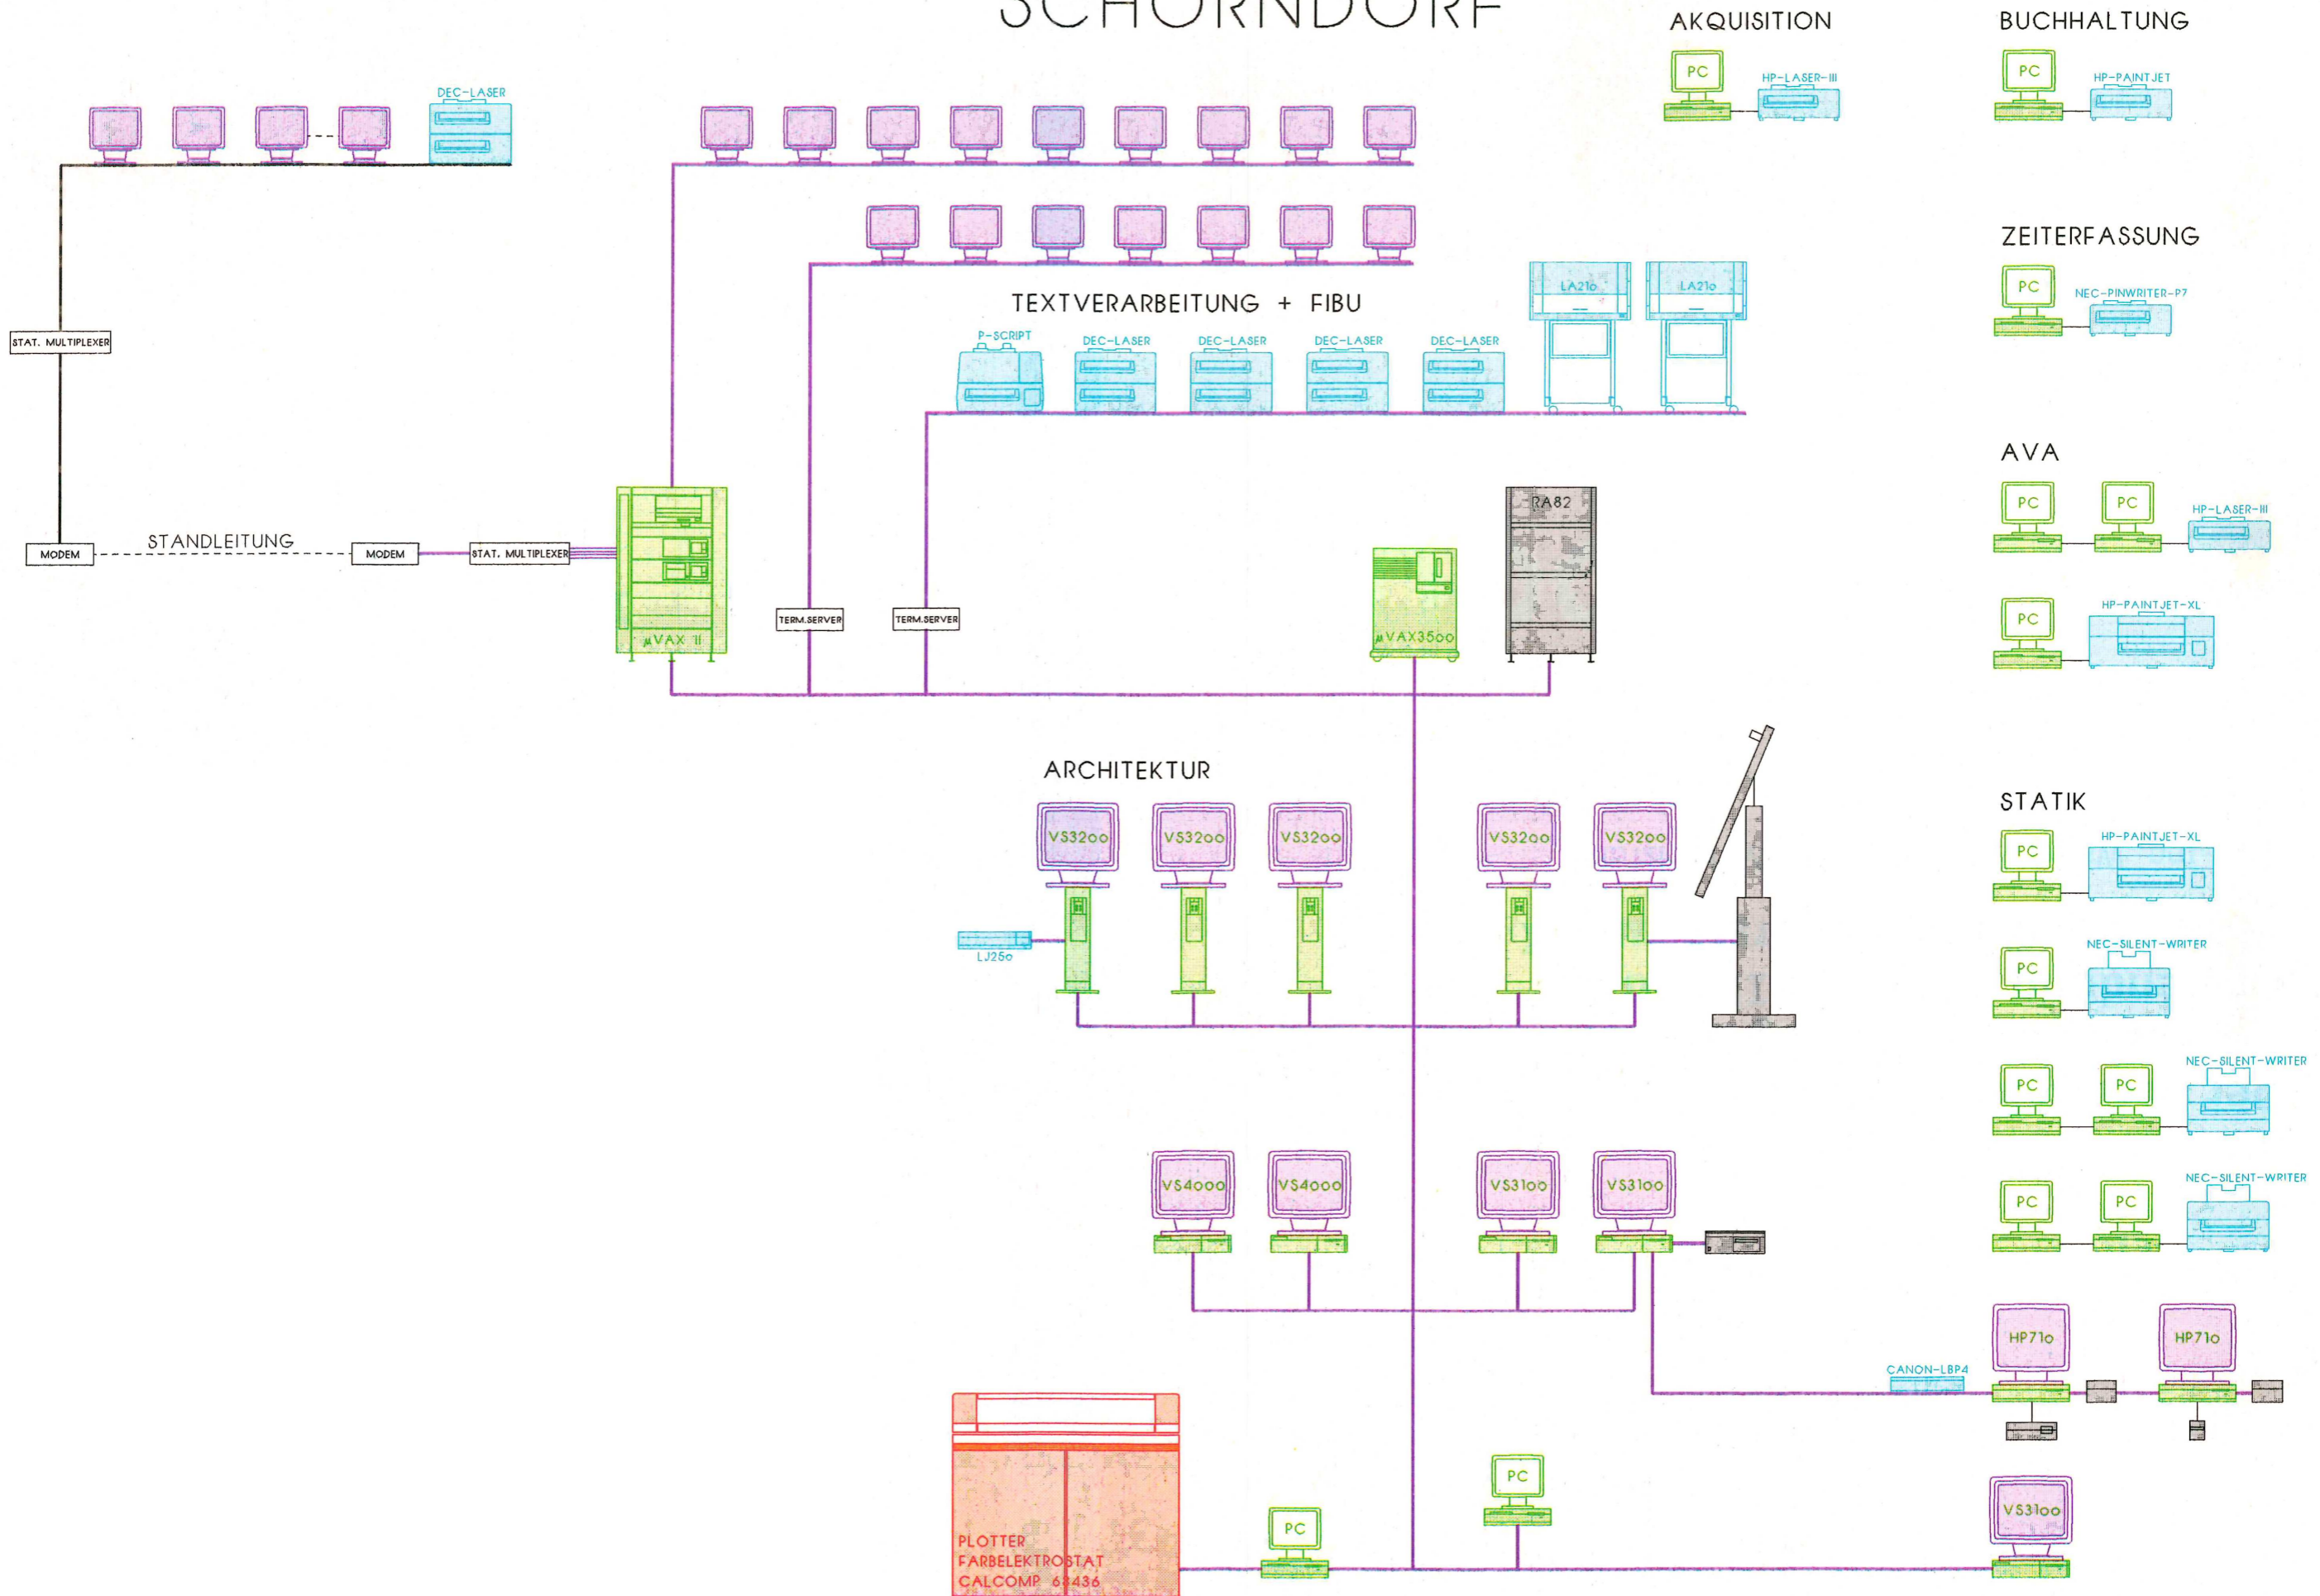 SCHORNDORF
AKQUISITION
PC
HP-LASER-III
BUCHHALTUNG
PC
HP-PAINTJET
DEC-LASER
ZEITERFASSUNG
PC
NEC-PINWRITER-P7
TEXTVERARBEITUNG + FIBU
P-SCRIPT
DEC-LASER
DEC-LASER
DEC-LASER
DEC-LASER
LA210
LA210
STAT. MULTIPLEXER
AVA
PC
PC
HP-LASER-III
PC
HP-PAINTJET-XL
MODEM
STANDLEITUNG
MODEM
STAT. MULTIPLEXER
µVAX II
TERM.SERVER
TERM.SERVER
µVAX3500
RA82
ARCHITEKTUR
VS3200
VS3200
VS3200
VS3200
VS3200
LJ250
STATIK
PC
HP-PAINTJET-XL
PC
NEC-SILENT-WRITER
PC
PC
NEC-SILENT-WRITER
PC
PC
NEC-SILENT-WRITER
VS4000
VS4000
VS3100
VS3100
CANON-LBP4
HP710
HP710
PLOTTER
FARBELEKTROSTAT
CALCOMP 68436
PC
PC
VS3100